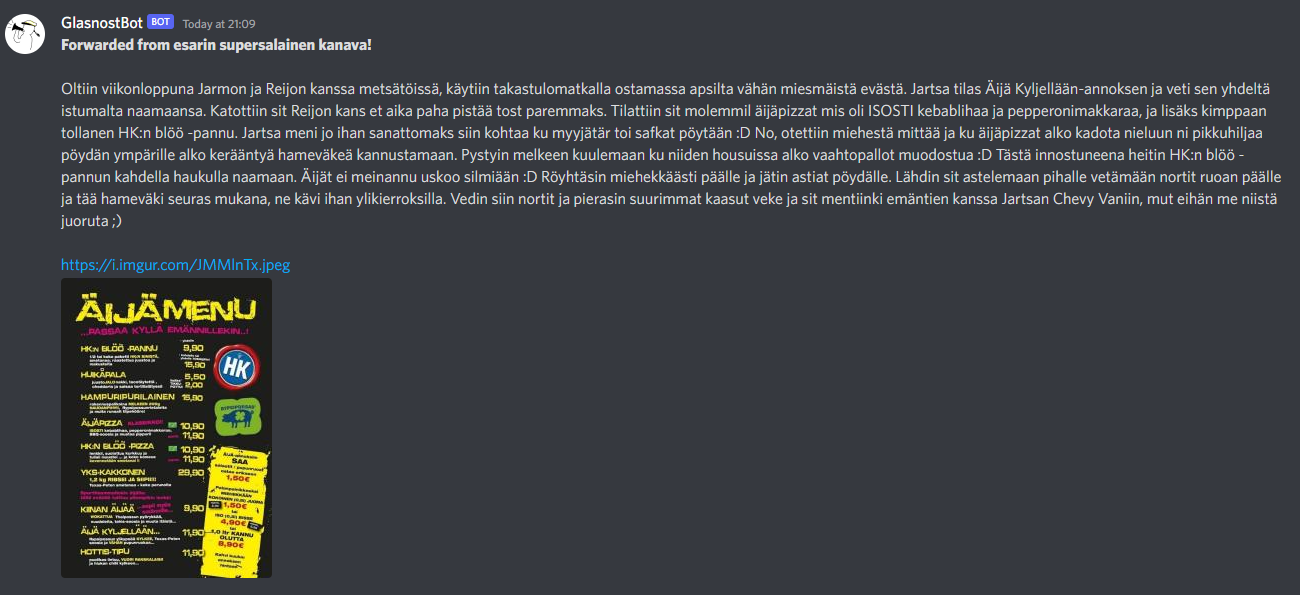 GlasnostBot BOT Today at 21:09
Forwarded from esarin supersalainen kanava!
Oltiin viikonloppuna Jarmon ja Reijon kanssa metsätöissä, käytiin takastulomatkalla ostamassa apsilta vähän miesmäistä evästä. Jartsa tilas Äijä Kyljellään-annoksen ja veti sen yhdeltä
istumalta naamaansa. Katottiin sit Reijon kans et aika paha pistää tost paremmaks. Tilattiin sit molemmil äijäpizzat mis oli ISOSTI kebablihaa ja pepperonimakkaraa, ja lisäks kimppaan
tollanen HK:n blöö -pannu. Jartsa meni jo ihan sanattomaks siin kohtaa ku myyjätär toi safkat pöytään :D No, otettiin miehestä mittää ja ku äijäpizzat alko kadota nieluun ni pikkuhiljaa
pöydän ympärille alko kerääntyä hameväkeä kannustamaan. Pystyin melkeen kuulemaan ku niiden housuissa alko vaahtopallot muodostua :D Tästä innostuneena heitin HK:n blöö -
pannun kahdella haukulla naamaan. Äijät ei meinannu uskoo silmiään :D Röyhtäsin miehekkäästi päälle ja jätin astiat pöydälle. Lähdin sit astelemaan pihalle vetämään nortit ruoan päälle
ja tää hameväki seuras mukana, ne kävi ihan ylikierroksilla. Vedin siin nortit ja pierasin suurimmat kaasut veke ja sit mentiinki emäntien kanssa Jartsan Chevy Vaniin, mut eihän me niistä
juoruta ;)
https://i.imgur.com/JMMlnTx.jpeg
ÄIJÄMENU
...PASSAA KYLLÄ EMÄNNILLEKIN..!
HK:n BLÖÖ -PANNU 9,90
15,90
HK
HUIKÄPALA 5,50
2,00
HAMPURIPURILAINEN 15,90
ÄIJÄPIZZA 10,90
11,90
HK:N BLÖÖ -PIZZA 10,90
11,90
YKS-KAKKONEN 29,90
1,2 kg RIBSEJ JA SIPIEJ!
KIINAN ÄIJÄÄ 9,90
ÄIJÄ KYLJELLÄÄN... 11,90
HOTTIS-TIPU 11,90
SAA
1,50€
1,50€
4,90€
KANNU
OLUTTA
8,90€